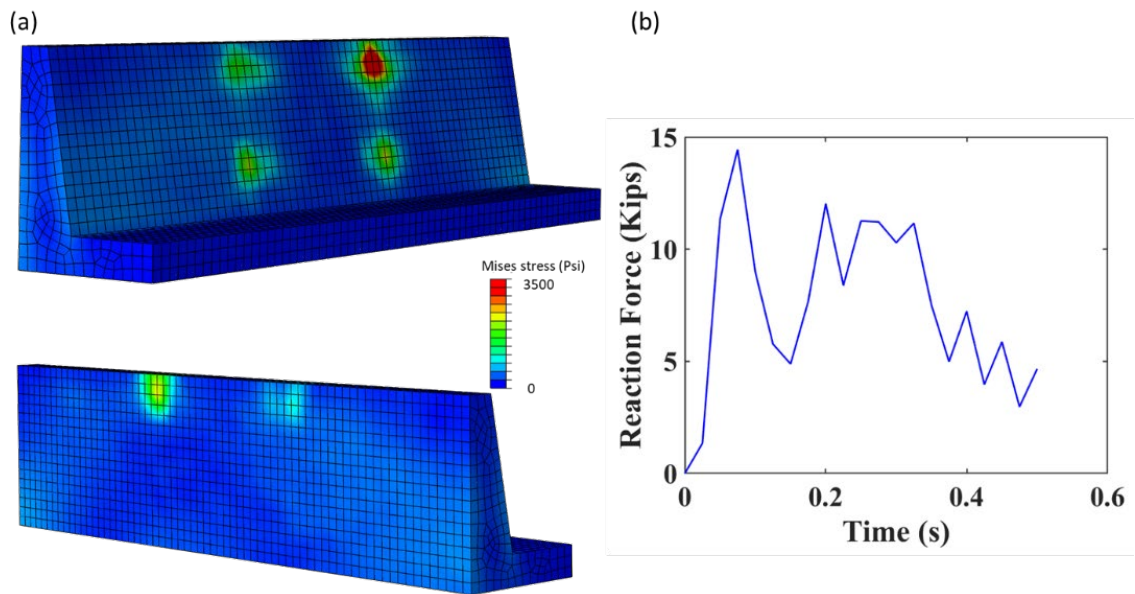 (a)
Mises stress (Psi)
3500
0
(b)
Reaction Force (Kips)
15
10
5
0
0
0.2
0.4
0.6
Time (s)